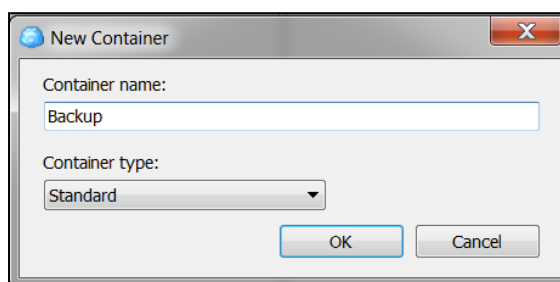 New Container
Container name:
Backup
Container type:
Standard
OK Cancel